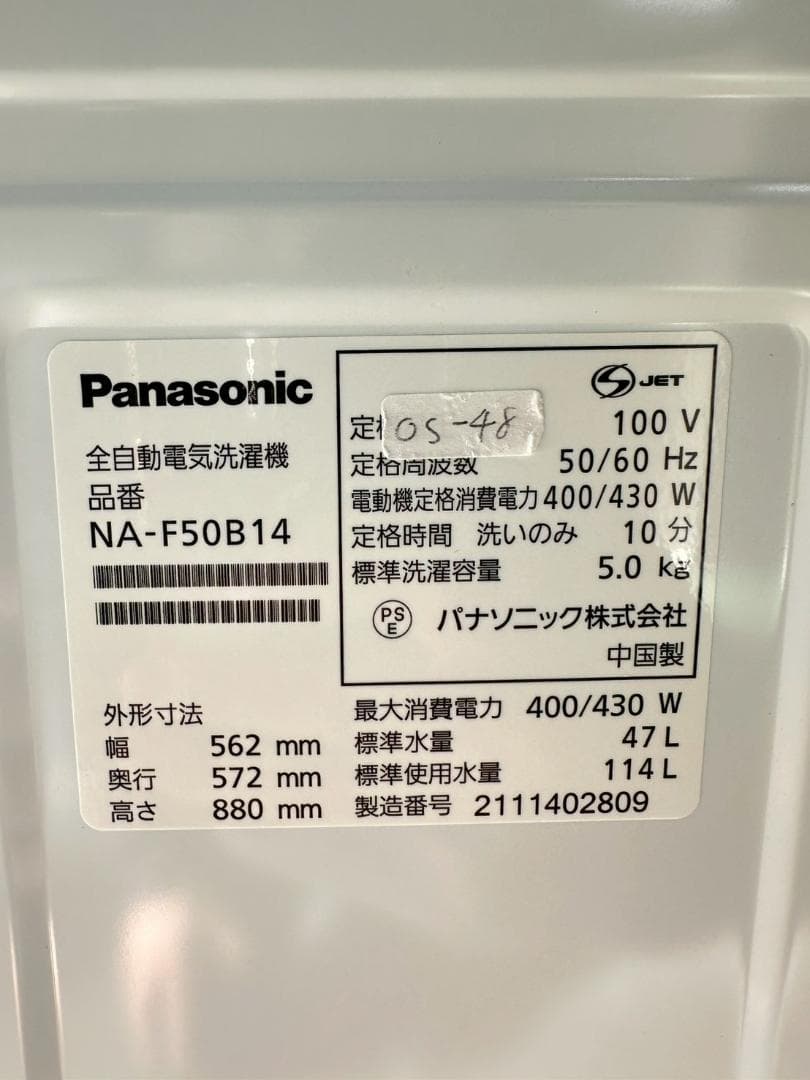 Panasonic
全自動電気洗濯機
品番
NA-F50B14
外形寸法
幅 562 mm
奥行 572 mm
高さ 880 mm
S JET
定 OS-48 100 V
定格周波数 50/60 Hz
電動機定格消費電力 400/430 W
定格時間 洗いのみ 10 分
標準洗濯容量 5.0 kg
PSE パナソニック株式会社
中国製
最大消費電力 400/430 W
標準水量 47 L
標準使用水量 114 L
製造番号 2111402809